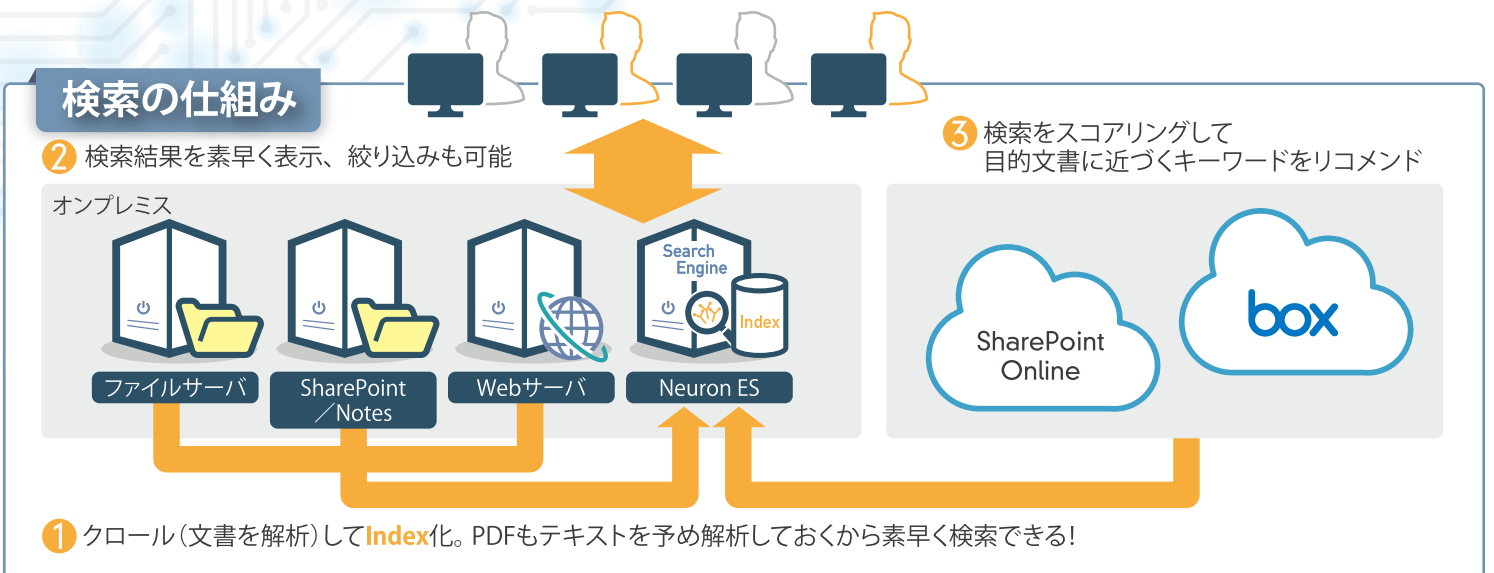 検索の仕組み
2 検索結果を素早く表示、絞り込みも可能
3 検索をスコアリングして
目的文書に近づくキーワードをリコメンド
オンプレミス
Search
Engine
Index
ファイルサーバ
SharePoint
／Notes
Webサーバ
Neuron ES
SharePoint
Online
box
1 クロール（文書を解析）してIndex化。PDFもテキストを予め解析しておくから素早く検索できる！